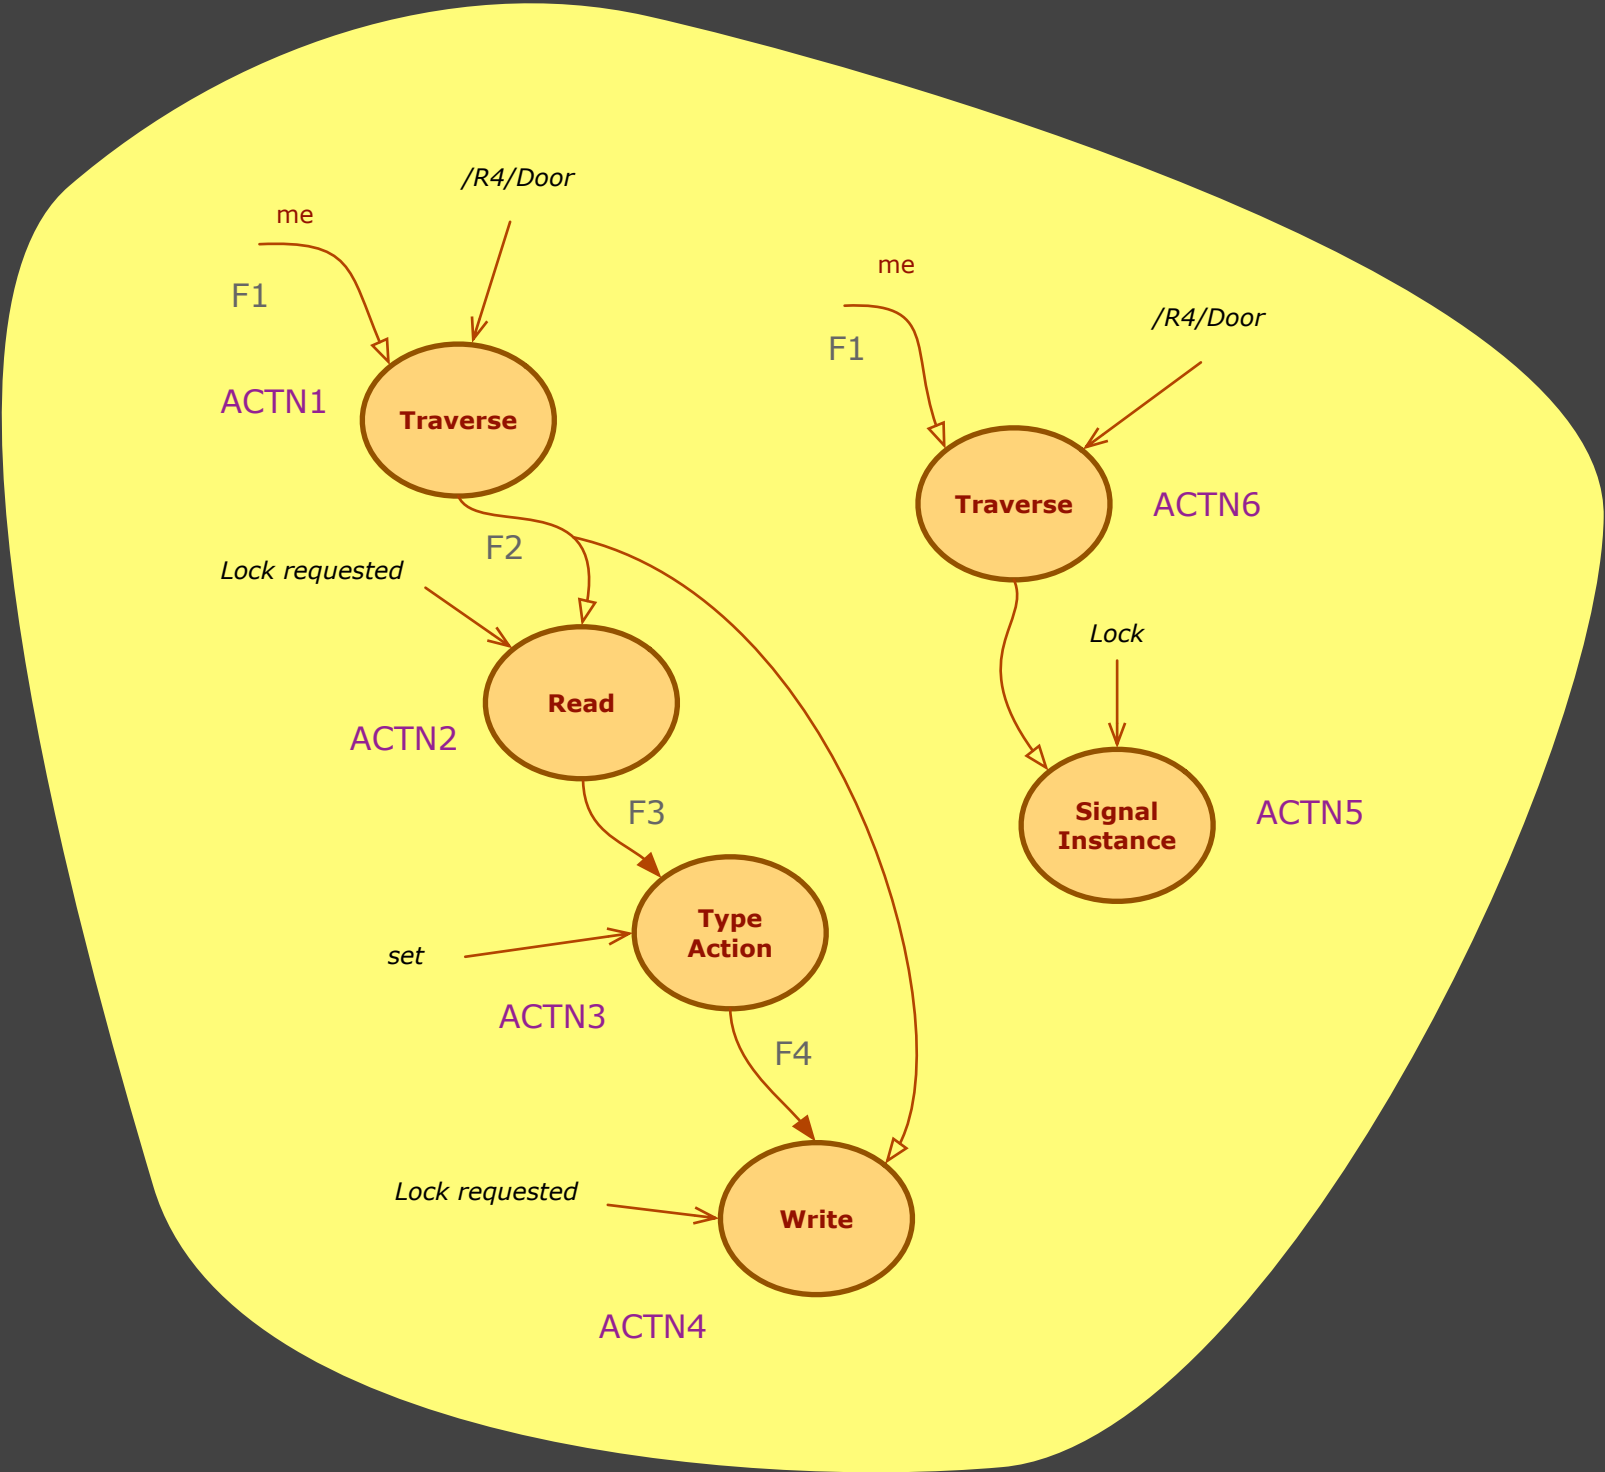 /R4/Door
me
F1
ACTN1
Traverse
F2
Lock requested
Read
ACTN2
F3
Type
Action
set
ACTN3
F4
Lock requested
Write
ACTN4
me
F1
/R4/Door
Traverse
ACTN6
Lock
Signal
Instance
ACTN5